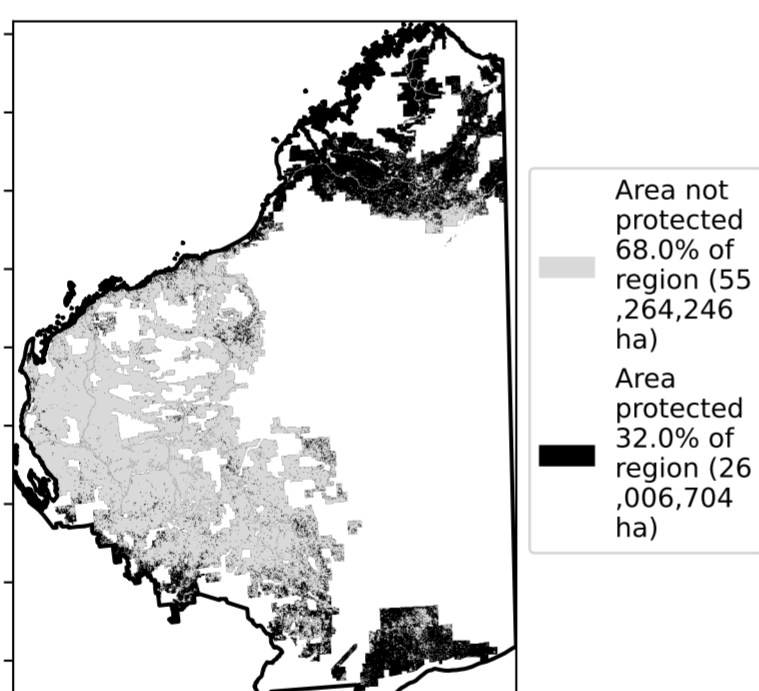 Area not
protected
68.0% of
region (55
,264,246
ha)
Area
protected
32.0% of
region (26
,006,704
ha)